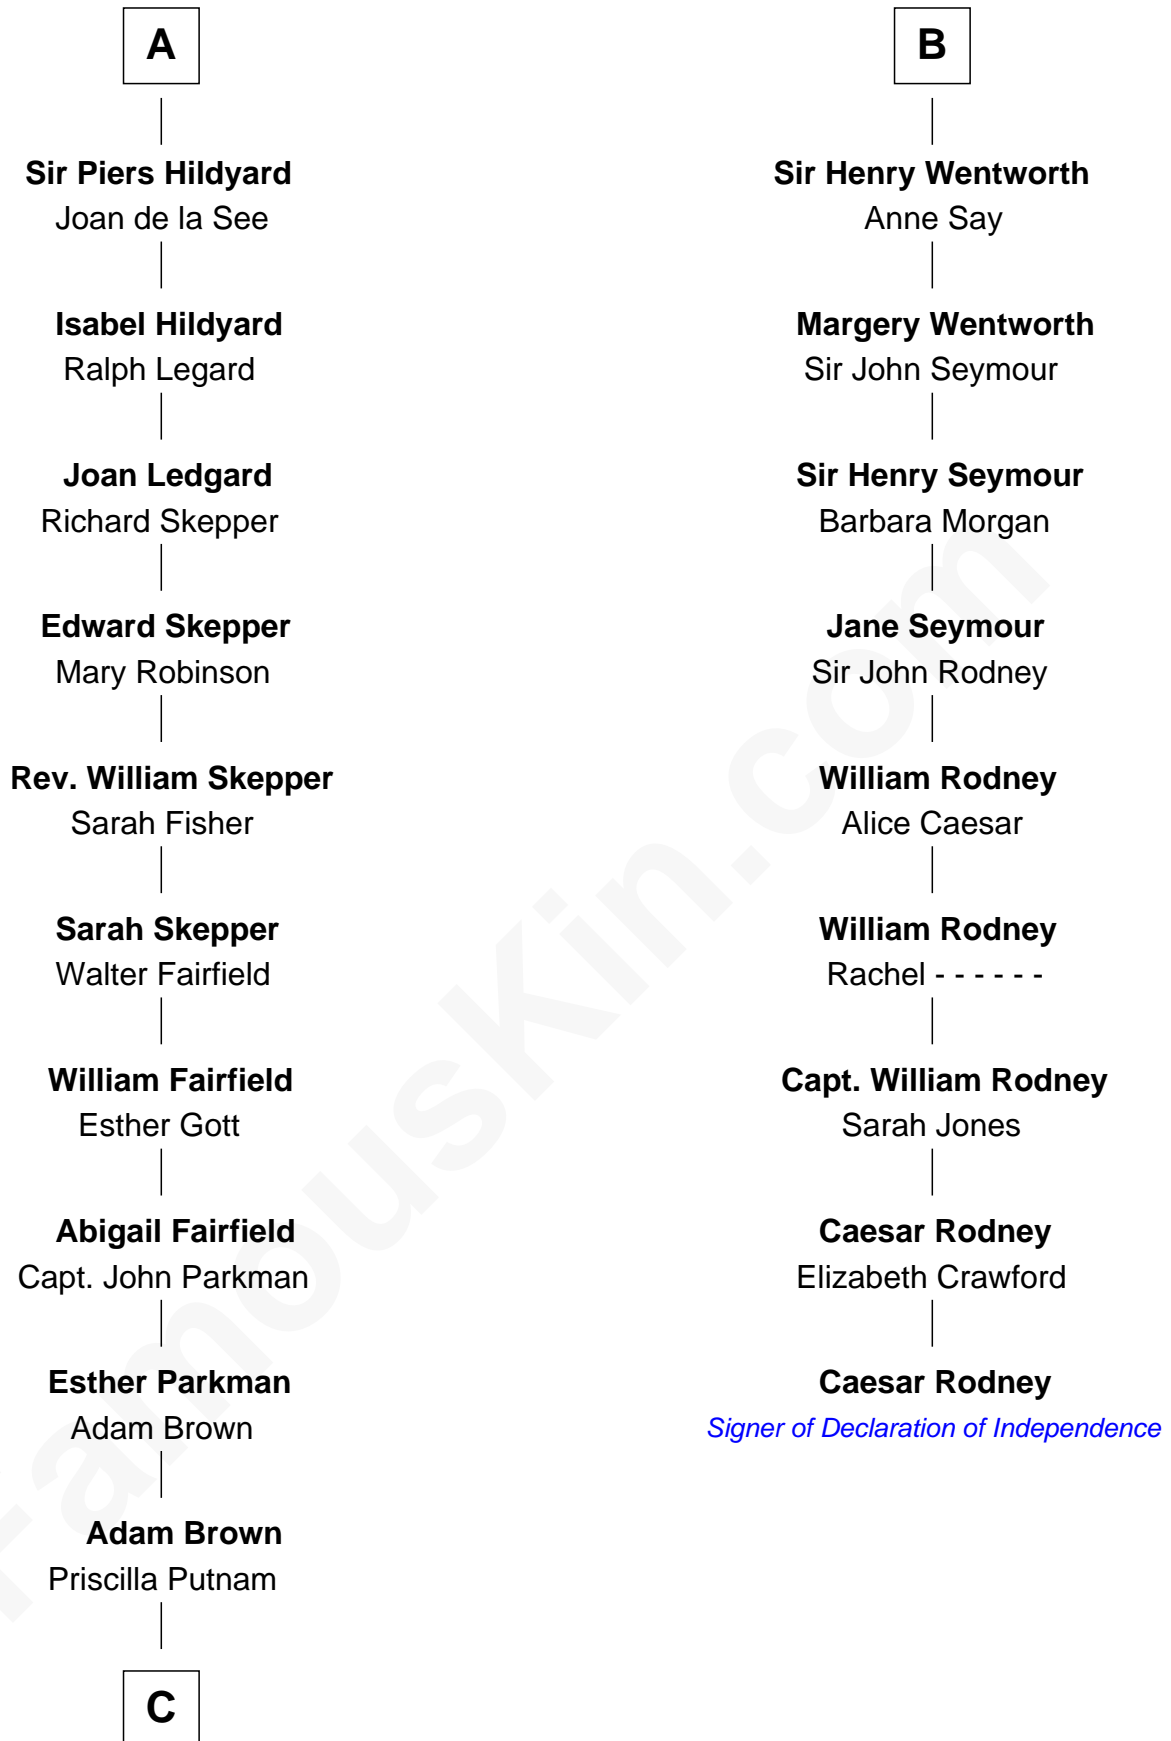 A
Sir Piers Hildyard
Joan de la See
Isabel Hildyard
Ralph Legard
Joan Ledgard
Richard Skepper
Edward Skepper
Mary Robinson
Rev. William Skepper
Sarah Fisher
Sarah Skepper
Walter Fairfield
William Fairfield
Esther Gott
Abigail Fairfield
Capt. John Parkman
Esther Parkman
Adam Brown
Adam Brown
Priscilla Putnam
C
B
Sir Henry Wentworth
Anne Say
Margery Wentworth
Sir John Seymour
Sir Henry Seymour
Barbara Morgan
Jane Seymour
Sir John Rodney
William Rodney
Alice Caesar
William Rodney
Rachel - - - - - -
Capt. William Rodney
Sarah Jones
Caesar Rodney
Elizabeth Crawford
Caesar Rodney
Signer of Declaration of Independence
FamousKin.com